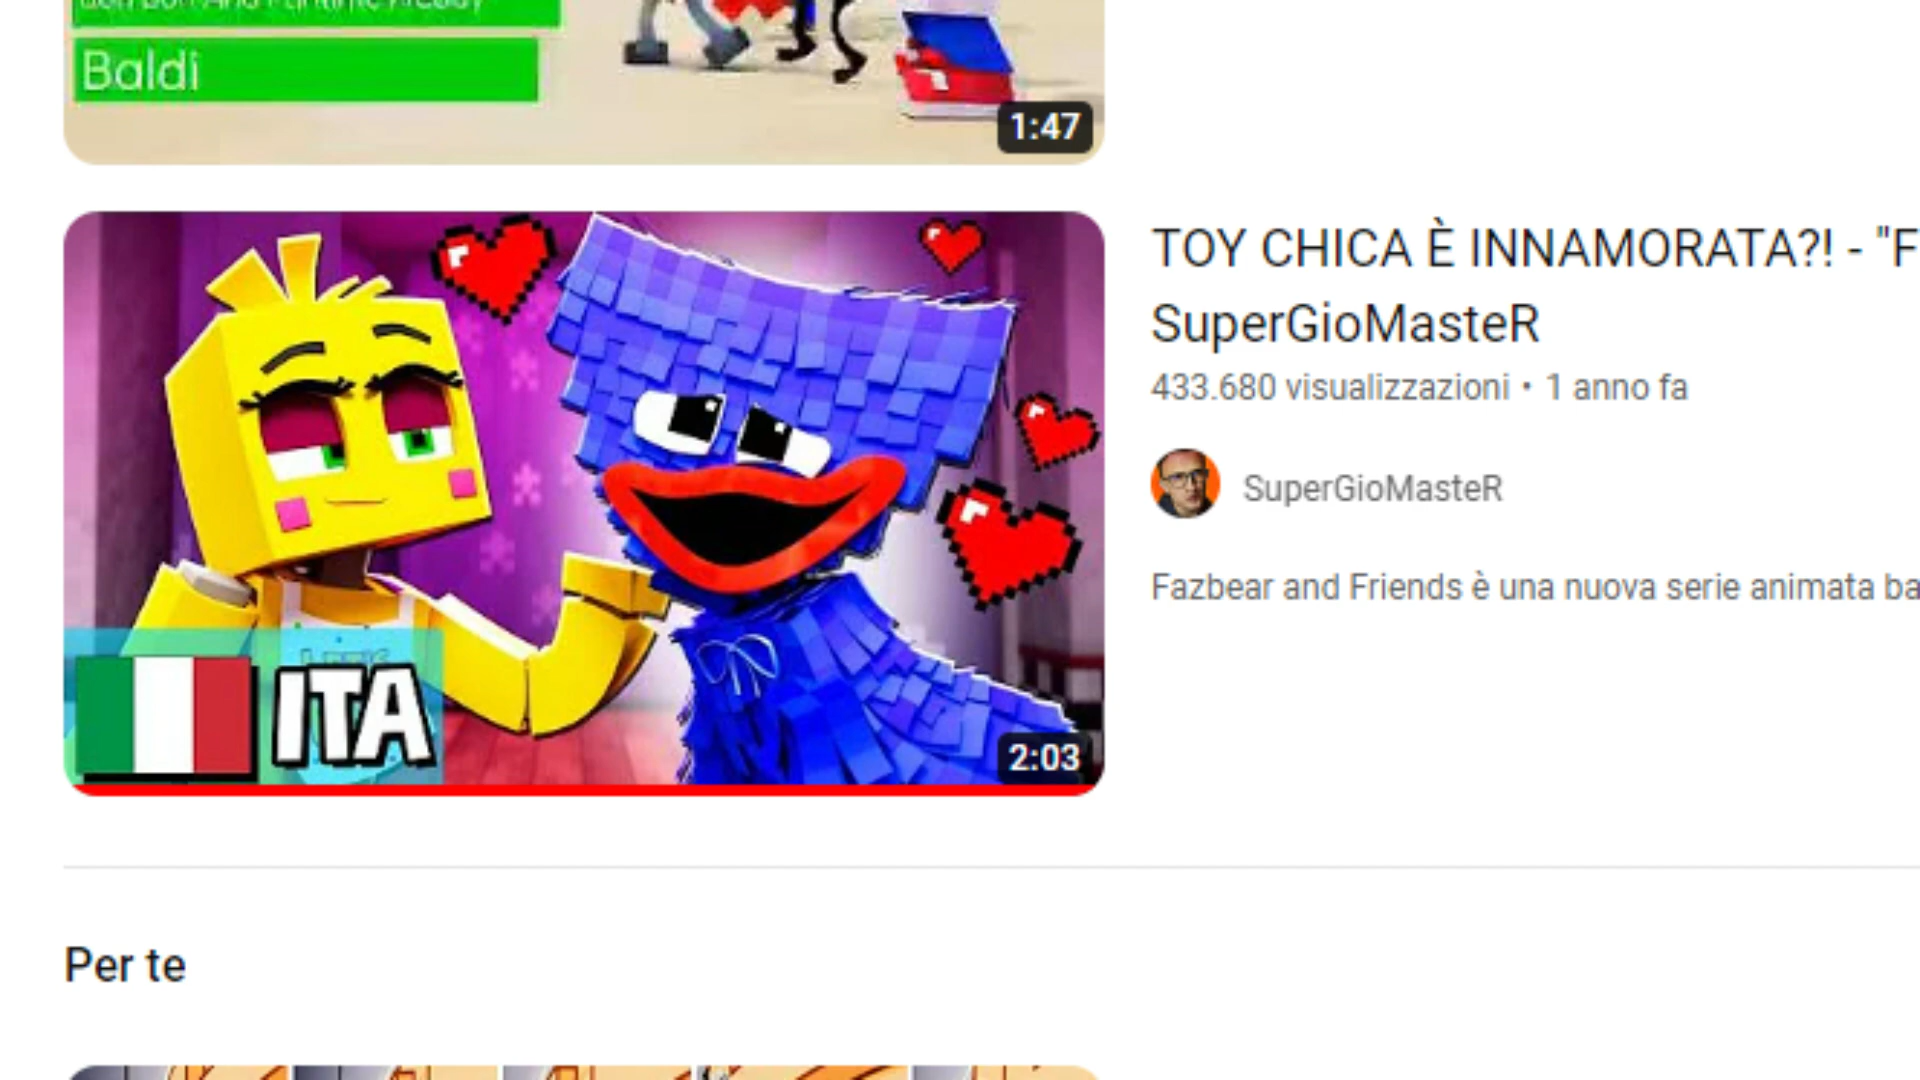 Baldi
1:47
TOY CHICA È INNAMORATA?! - "F
SuperGioMasteR
433.680 visualizzazioni • 1 anno fa
SuperGioMasteR
Fazbear and Friends è una nuova serie animata ba
ITA
2:03
Per te